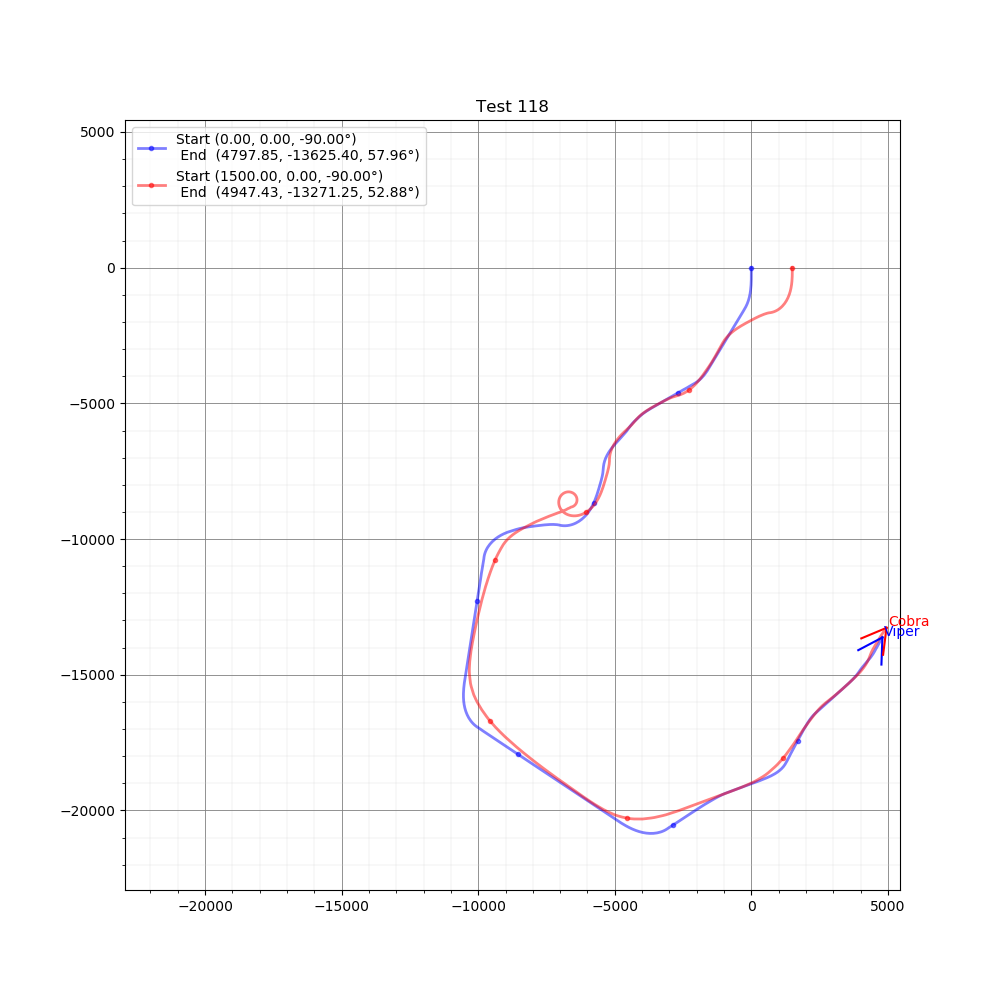 Test 118
Start (0.00, 0.00, -90.00°)
End (4797.85, -13625.40, 57.96°)
Start (1500.00, 0.00, -90.00°)
End (4947.43, -13271.25, 52.88°)
5000
0
−5000
−10000
−15000
−20000
Cobra
Viper
−20000
−15000
−10000
−5000
0
5000